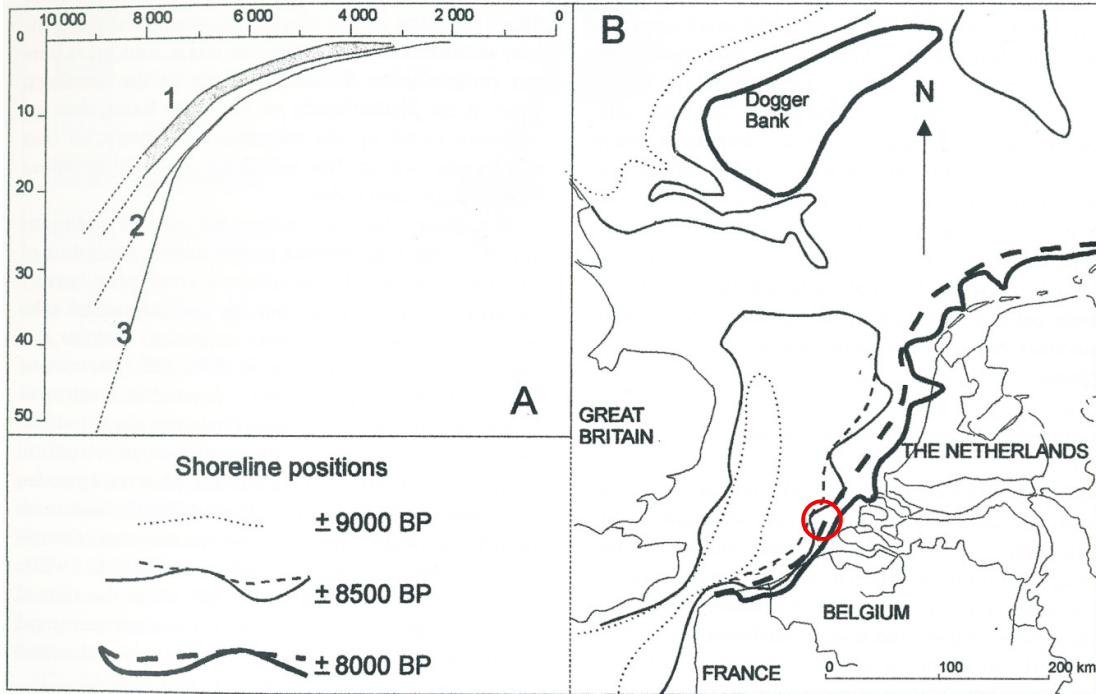 10 000 8 000 6 000 4 000 2 000 0
0
10
20
30
40
50
1
2
3
A
Shoreline positions
± 9000 BP
± 8500 BP
± 8000 BP
B
Dogger
Bank
N
GREAT
BRITAIN
THE NETHERLANDS
BELGIUM
FRANCE
0 100 200 km